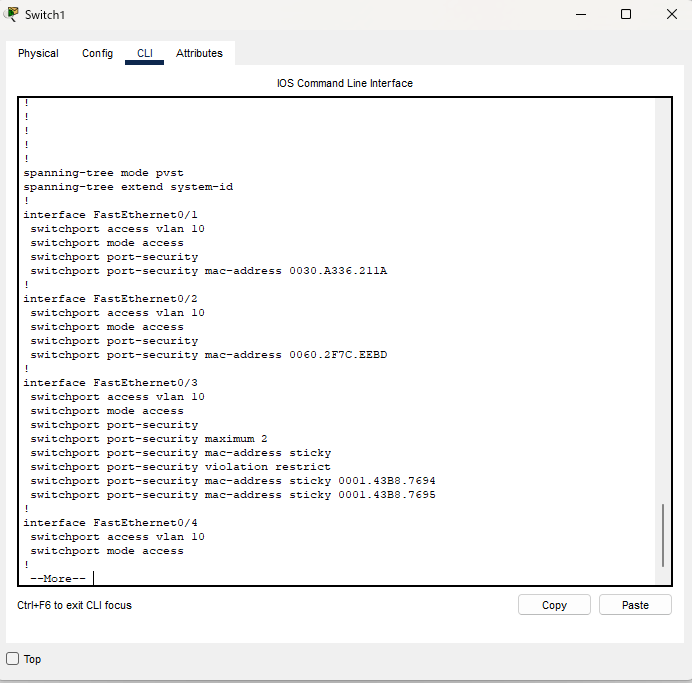 Switch1
Physical Config CLI Attributes
IOS Command Line Interface
!
!
!
!
!
spanning-tree mode pvst
spanning-tree extend system-id
!
interface FastEthernet0/1
switchport access vlan 10
switchport mode access
switchport port-security
switchport port-security mac-address 0030.A336.211A
!
interface FastEthernet0/2
switchport access vlan 10
switchport mode access
switchport port-security
switchport port-security mac-address 0060.2F7C.EEBD
!
interface FastEthernet0/3
switchport access vlan 10
switchport mode access
switchport port-security
switchport port-security maximum 2
switchport port-security mac-address sticky
switchport port-security violation restrict
switchport port-security mac-address sticky 0001.43B8.7694
switchport port-security mac-address sticky 0001.43B8.7695
!
interface FastEthernet0/4
switchport access vlan 10
switchport mode access
!
--More--
Ctrl+F6 to exit CLI focus
Copy Paste
Top